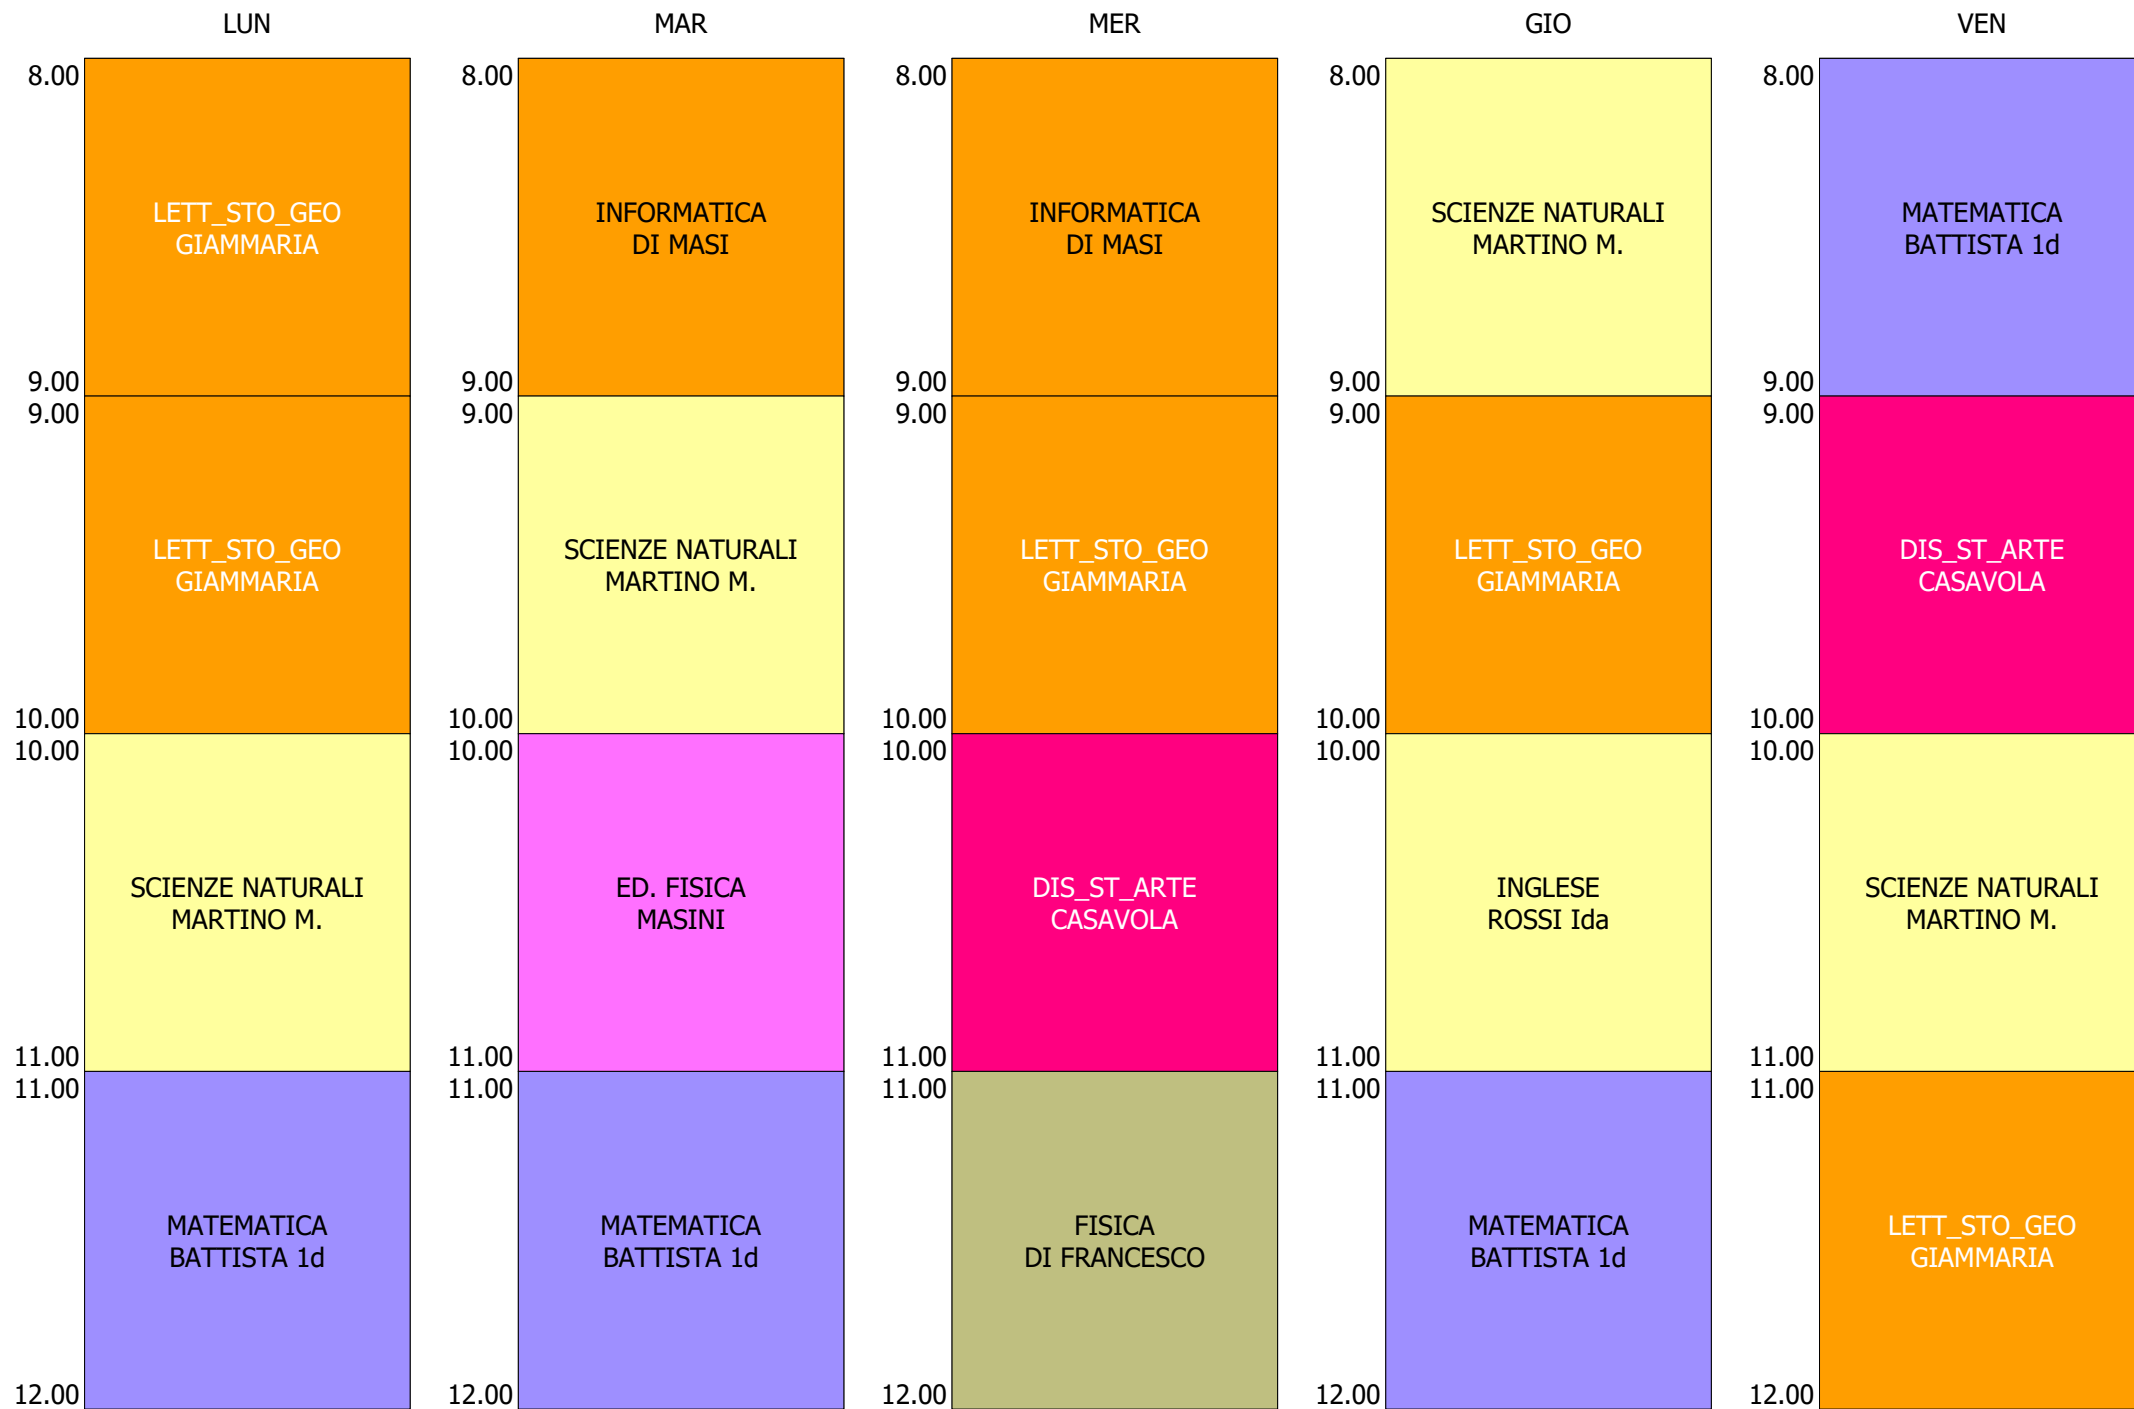 LUN
MAR
MER
GIO
VEN
8.00
LETT_STO_GEO
GIAMMARIA
9.00
8.00
INFORMATICA
DI MASI
9.00
8.00
INFORMATICA
DI MASI
9.00
8.00
SCIENZE NATURALI
MARTINO M.
9.00
8.00
MATEMATICA
BATTISTA 1d
9.00
9.00
LETT_STO_GEO
GIAMMARIA
10.00
9.00
SCIENZE NATURALI
MARTINO M.
10.00
9.00
LETT_STO_GEO
GIAMMARIA
10.00
9.00
LETT_STO_GEO
GIAMMARIA
10.00
9.00
DIS_ST_ARTE
CASAVOLA
10.00
10.00
SCIENZE NATURALI
MARTINO M.
11.00
10.00
ED. FISICA
MASINI
11.00
10.00
DIS_ST_ARTE
CASAVOLA
11.00
10.00
INGLESE
ROSSI Ida
11.00
10.00
SCIENZE NATURALI
MARTINO M.
11.00
11.00
MATEMATICA
BATTISTA 1d
12.00
11.00
MATEMATICA
BATTISTA 1d
12.00
11.00
FISICA
DI FRANCESCO
12.00
11.00
MATEMATICA
BATTISTA 1d
12.00
11.00
LETT_STO_GEO
GIAMMARIA
12.00